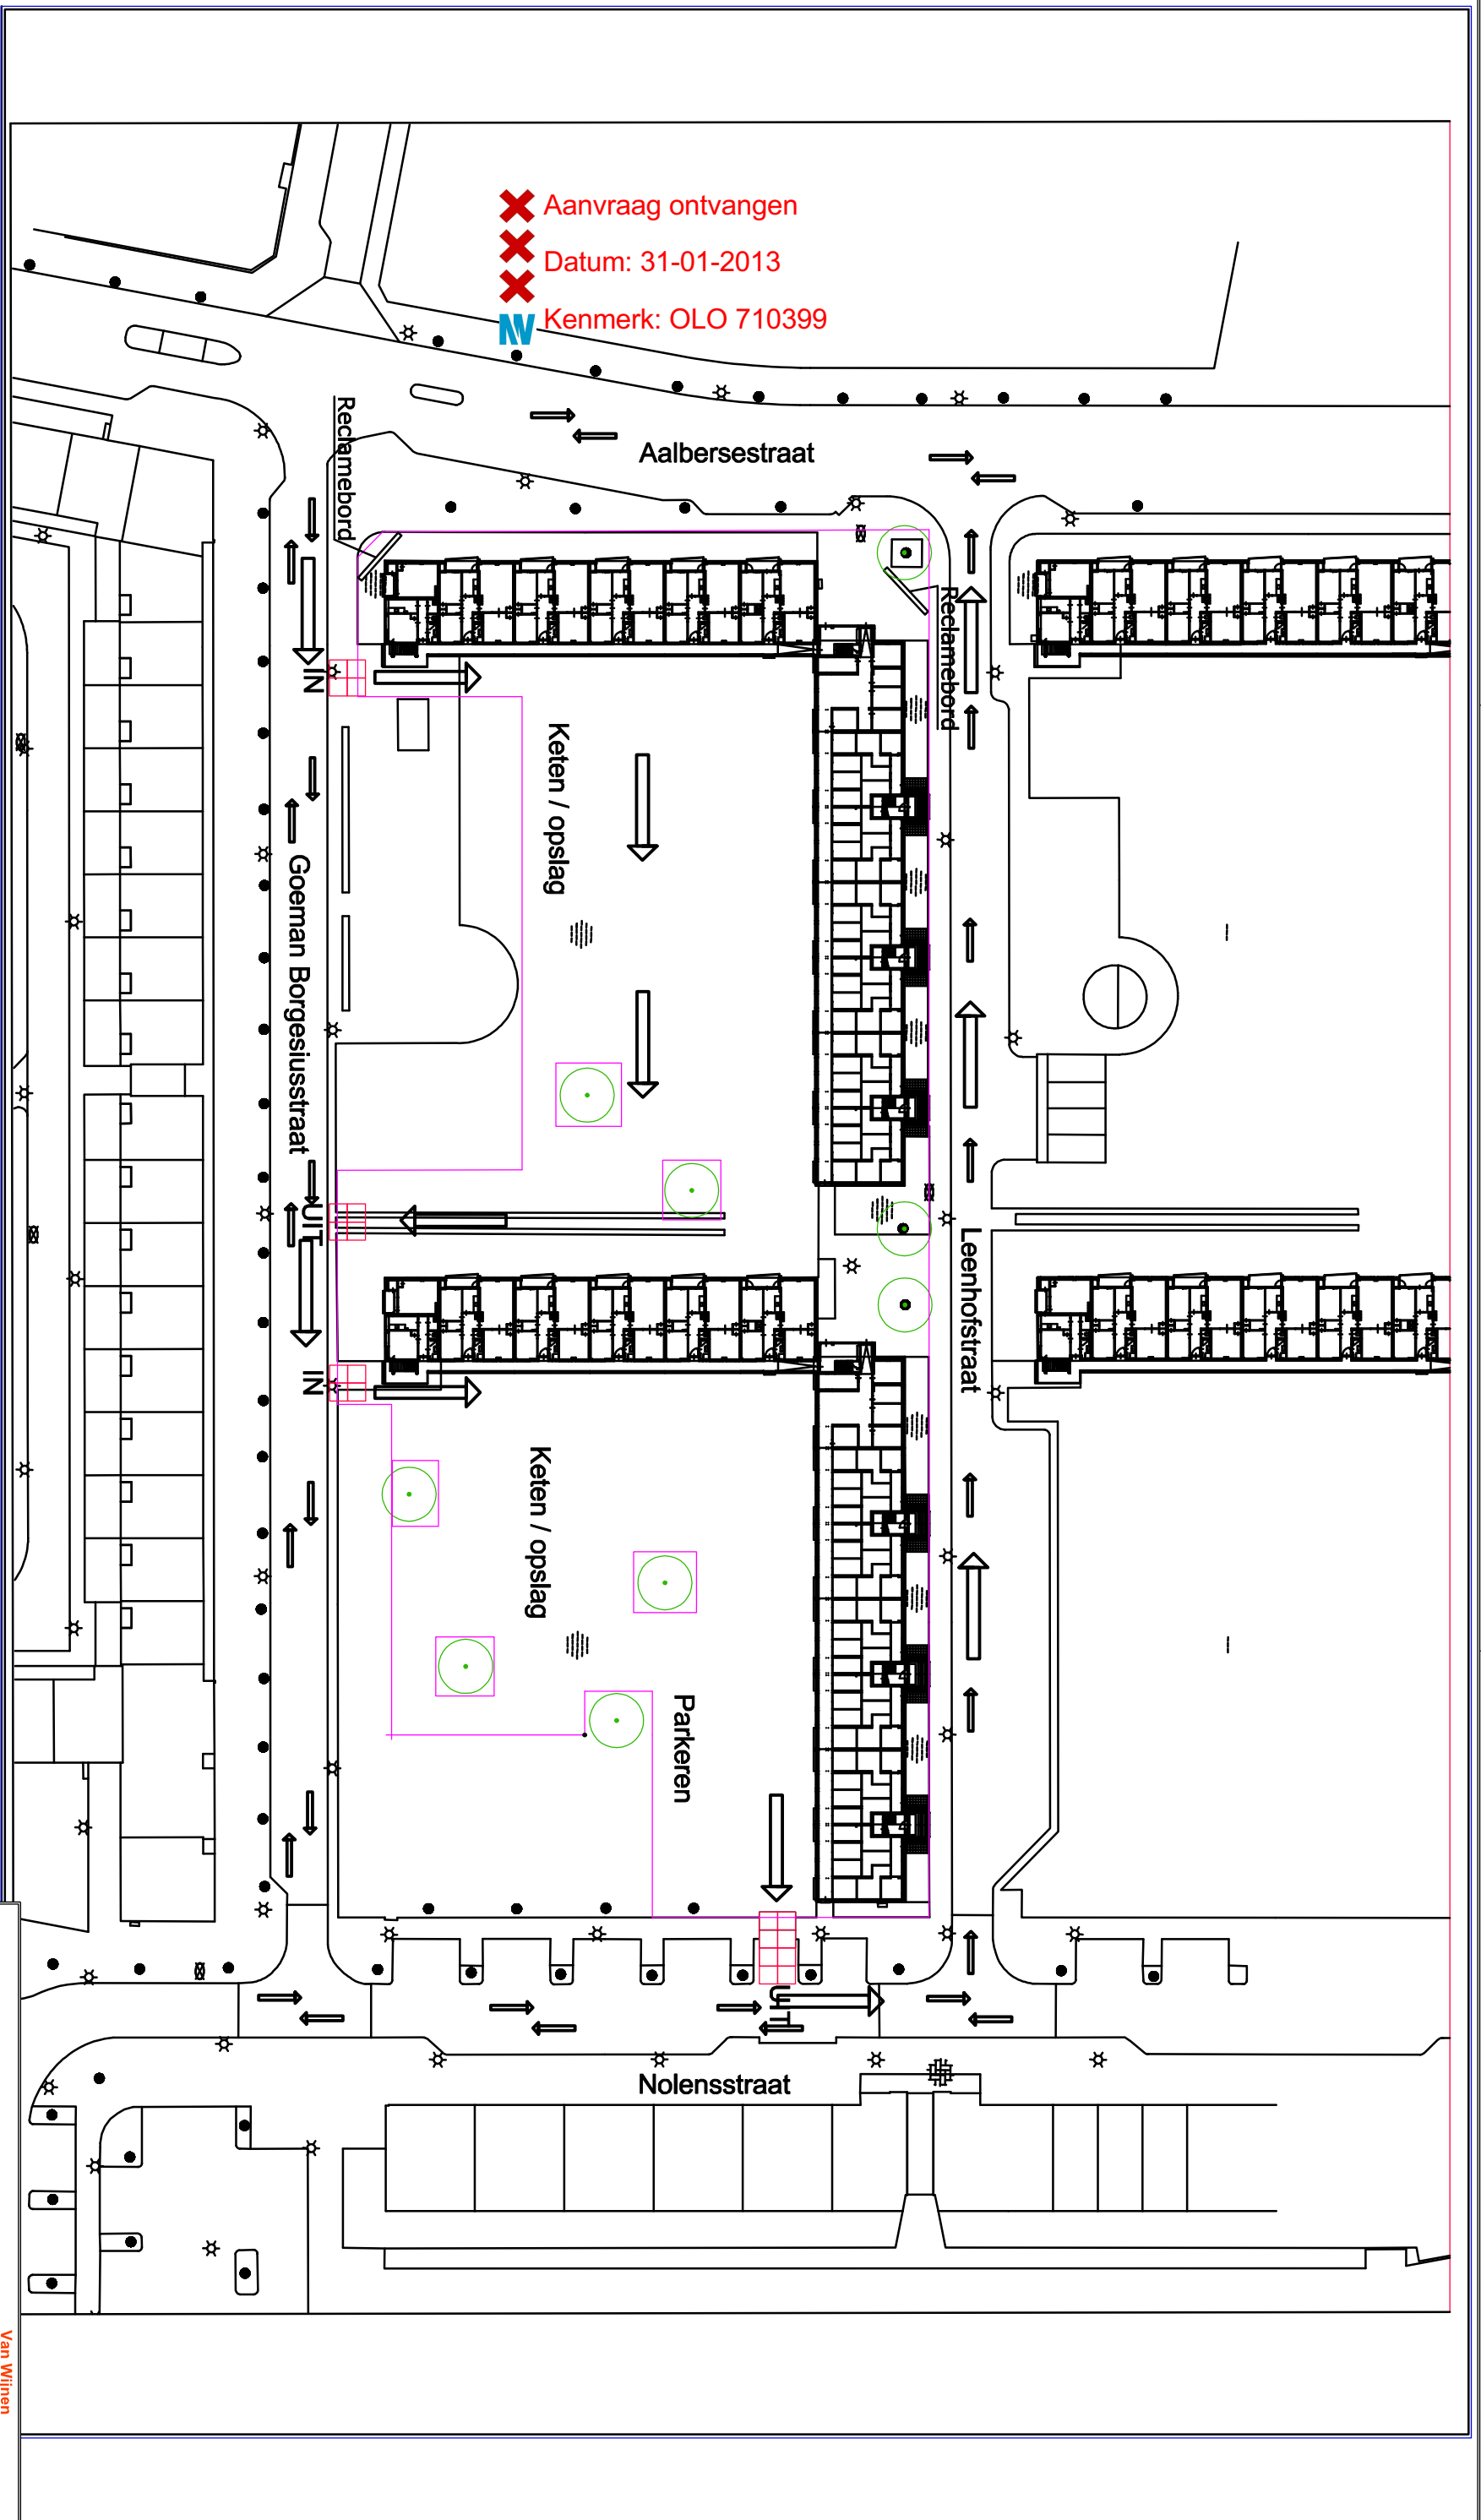 Aanvraag ontvangen
Datum: 31-01-2013
Kenmerk: OLO 710399
Reclamebord
Aalbersestraat
Reclamebord
IN
Keten / opslag
Goeman Borgesiusstraat
UIT
Leenhofstraat
IN
Keten / opslag
Parkeren
UIT
Nolensstraat
Van Wijnen